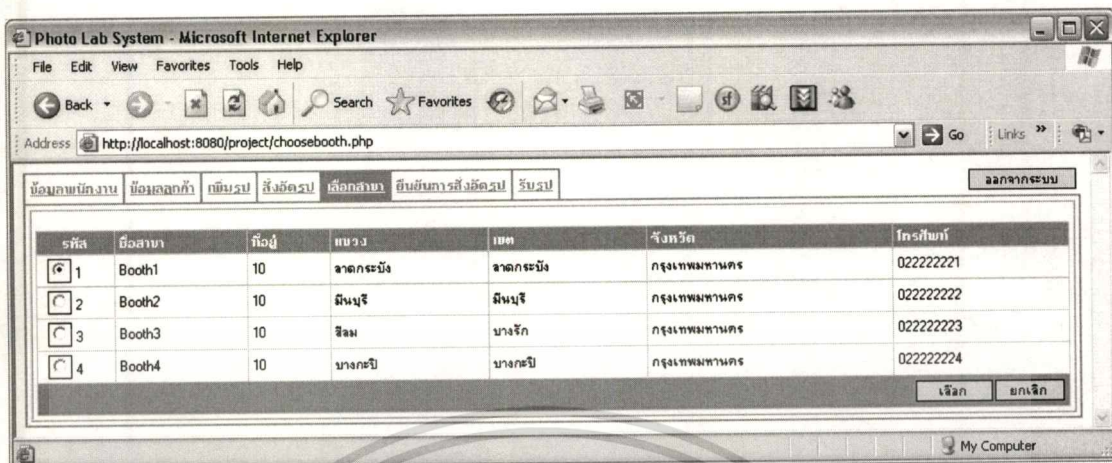 Photo Lab System - Microsoft Internet Explorer
File Edit View Favorites Tools Help
Back Search Favorites
Address http://localhost:8080/project/choosebooth.php Go Links »
ข้อมูลพนักงาน ข้อมูลลูกค้า เพิ่มรูป สั่งอัดรูป เลือกสาขา ยืนยันการสั่งอัดรูป รับรูป ออกจากระบบ
รหัส ชื่อสาขา ที่อยู่ แขวง เขต จังหวัด โทรศัพท์
1 Booth1 10 ลาดกระบัง ลาดกระบัง กรุงเทพมหานคร 022222221
2 Booth2 10 มีนบุรี มีนบุรี กรุงเทพมหานคร 022222222
3 Booth3 10 สีลม บางรัก กรุงเทพมหานคร 022222223
4 Booth4 10 บางกะปิ บางกะปิ กรุงเทพมหานคร 022222224
เลือก ยกเลิก
My Computer